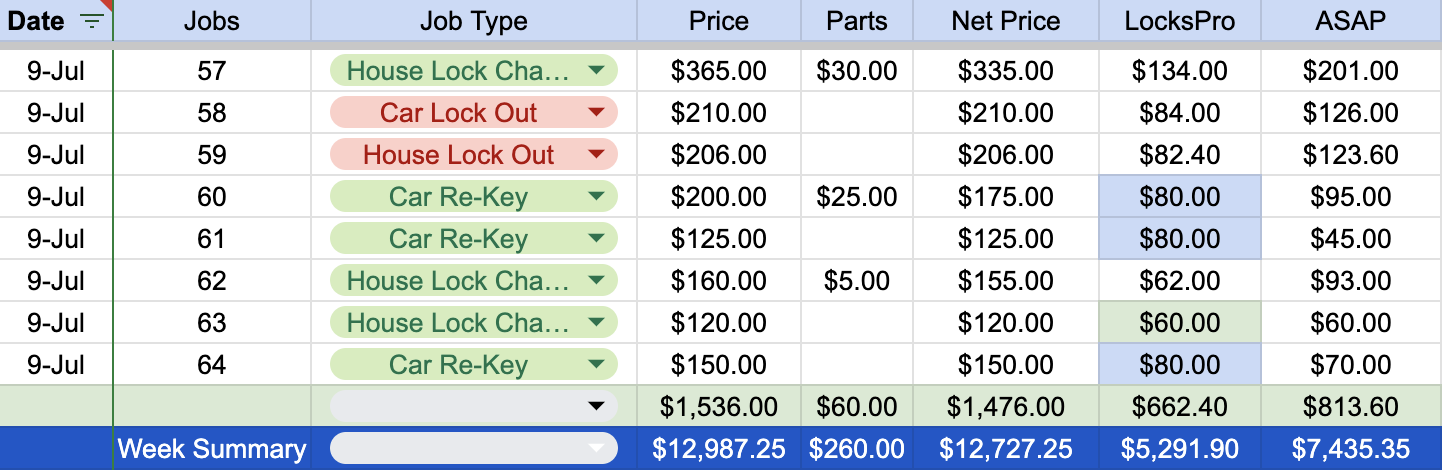 Date Jobs Job Type Price Parts Net Price LocksPro ASAP
9-Jul 57 House Lock Cha... $365.00 $30.00 $335.00 $134.00 $201.00
9-Jul 58 Car Lock Out $210.00 $210.00 $84.00 $126.00
9-Jul 59 House Lock Out $206.00 $206.00 $82.40 $123.60
9-Jul 60 Car Re-Key $200.00 $25.00 $175.00 $80.00 $95.00
9-Jul 61 Car Re-Key $125.00 $125.00 $80.00 $45.00
9-Jul 62 House Lock Cha... $160.00 $5.00 $155.00 $62.00 $93.00
9-Jul 63 House Lock Cha... $120.00 $120.00 $60.00 $60.00
9-Jul 64 Car Re-Key $150.00 $150.00 $80.00 $70.00
$1,536.00 $60.00 $1,476.00 $662.40 $813.60
Week Summary $12,987.25 $260.00 $12,727.25 $5,291.90 $7,435.35